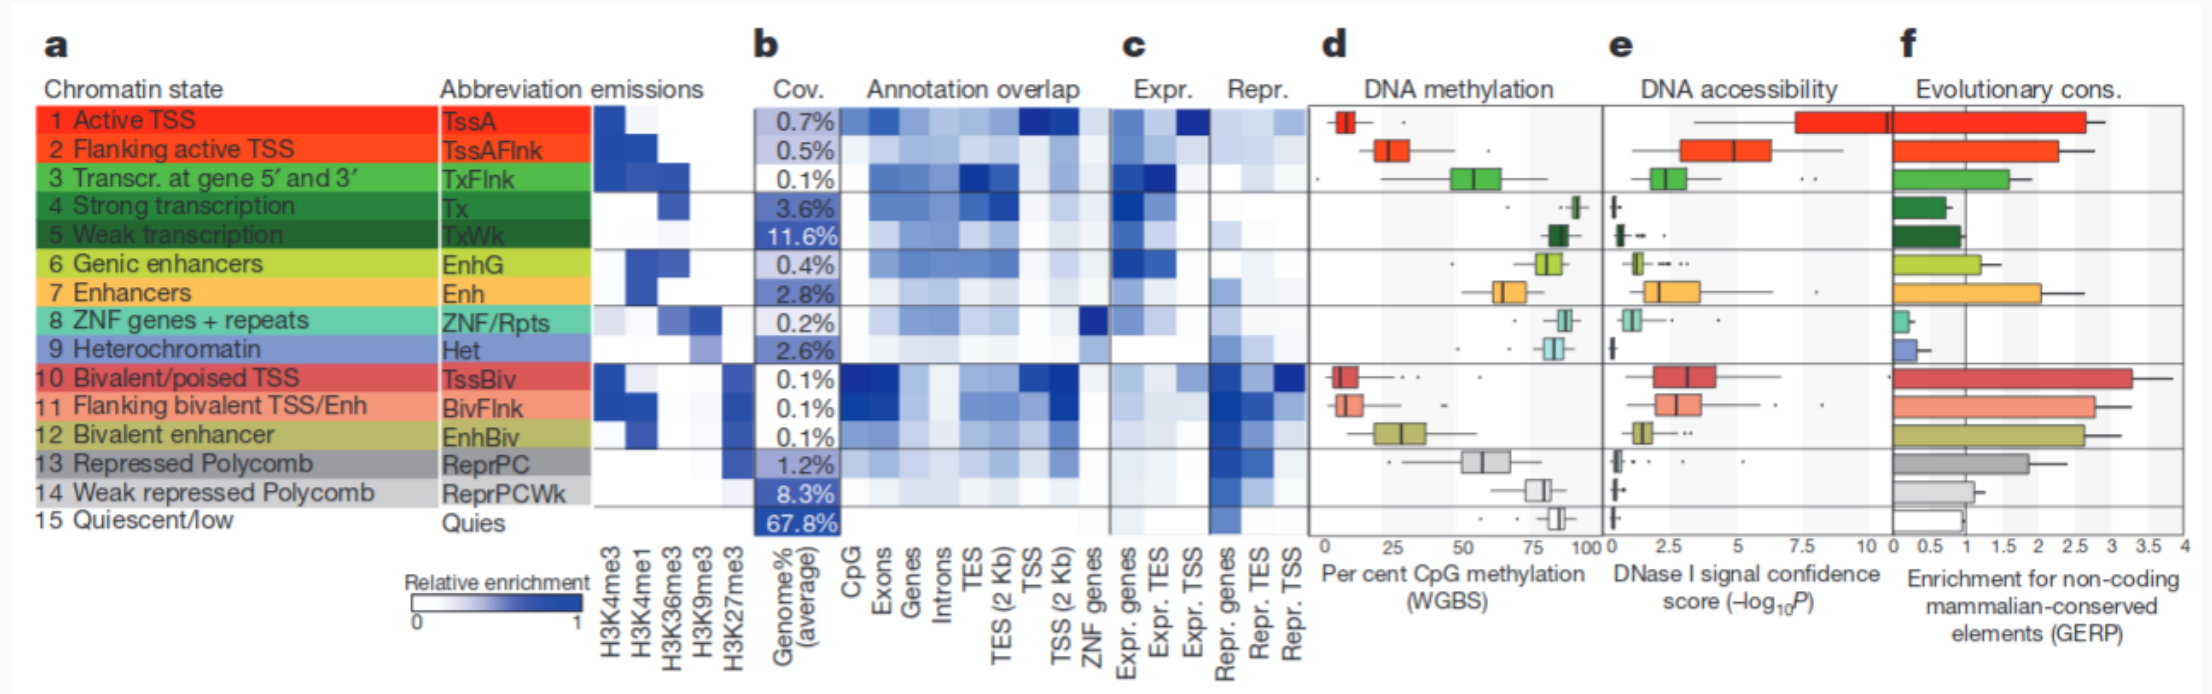 a b c d e f
Chromatin state Abbreviation emissions Cov. Annotation overlap Expr. Repr. DNA methylation DNA accessibility Evolutionary cons.
1 Active TSS TssA 0.7%
2 Flanking active TSS TssAFlnk 0.5%
3 Transcr. at gene 5′ and 3′ TxFlnk 0.1%
4 Strong transcription Tx 3.6%
5 Weak transcription TxWk 11.6%
6 Genic enhancers EnhG 0.4%
7 Enhancers Enh 2.8%
8 ZNF genes + repeats ZNF/Rpts 0.2%
9 Heterochromatin Het 2.6%
10 Bivalent/poised TSS TssBiv 0.1%
11 Flanking bivalent TSS/Enh BivFlnk 0.1%
12 Bivalent enhancer EnhBiv 0.1%
13 Repressed Polycomb ReprPC 1.2%
14 Weak repressed Polycomb ReprPCWk 8.3%
15 Quiescent/low Quies 67.8%
Relative enrichment
0 1
H3K4me3
H3K4me1
H3K36me3
H3K9me3
H3K27me3
Genome%
(average)
CpG
Exons
Genes
Introns
TES
TES (2 Kb)
TSS
TSS (2 Kb)
ZNF genes
Expr. genes
Expr. TES
Expr. TSS
Repr. genes
Repr. TES
Repr. TSS
0 25 50 75 100
Per cent CpG methylation
(WGBS)
0 2.5 5 7.5 10
DNase I signal confidence
score (–log10P)
0 0.5 1 1.5 2 2.5 3 3.5 4
Enrichment for non-coding
mammalian-conserved
elements (GERP)